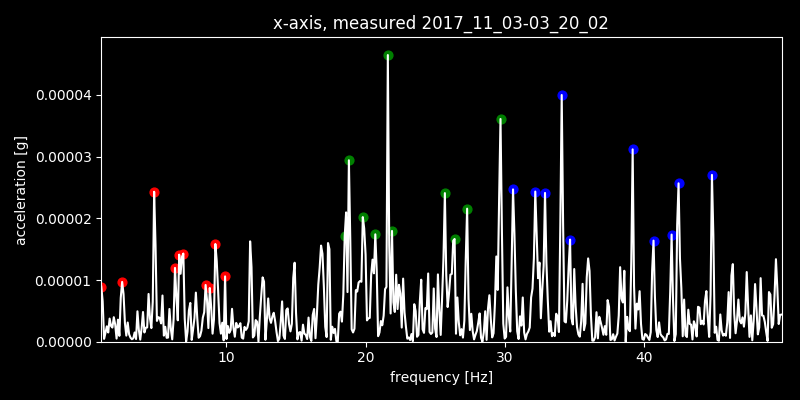 x-axis, measured 2017_11_03-03_20_02
acceleration [g]
0.00004
0.00003
0.00002
0.00001
0.00000
10 20 30 40
frequency [Hz]